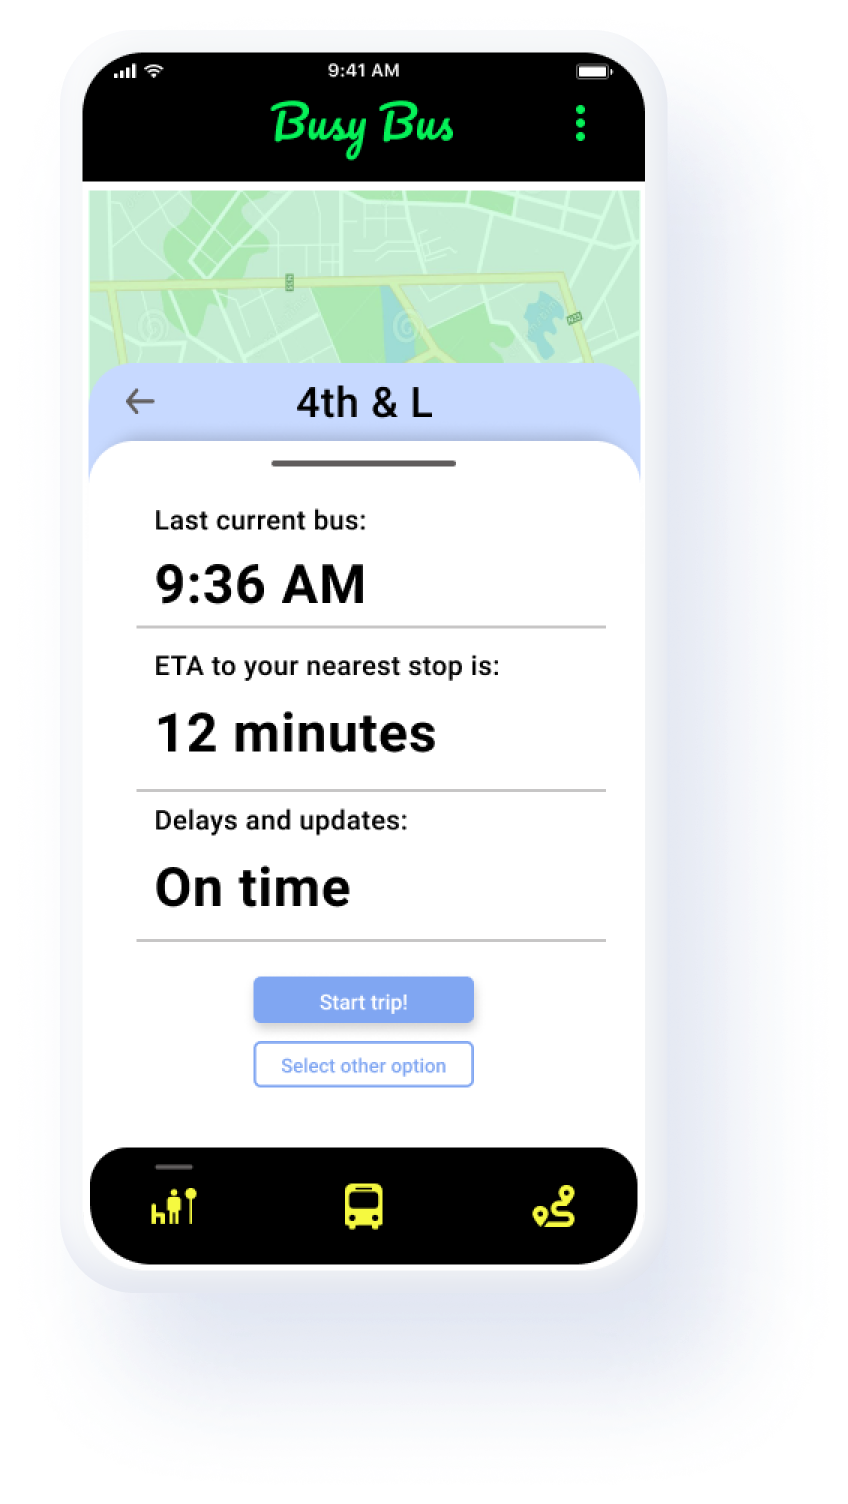 9:41 AM
Busy Bus
4th & L
Last current bus:
9:36 AM
ETA to your nearest stop is:
12 minutes
Delays and updates:
On time
Start trip!
Select other option